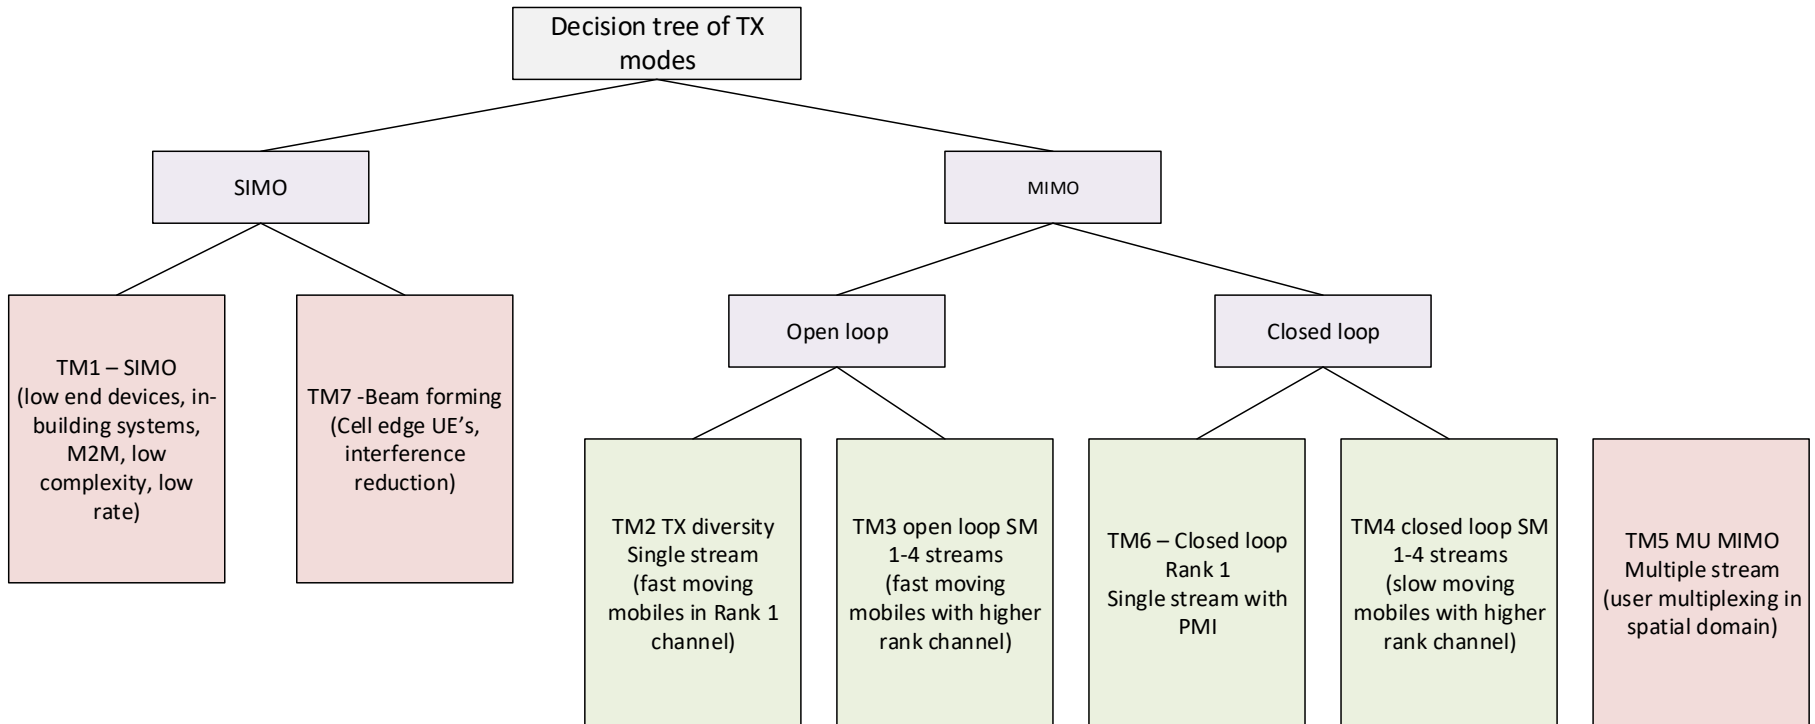 Decision tree of TX
modes
SIMO
MIMO
Open loop
Closed loop
TM1 – SIMO
(low end devices, in-
building systems,
M2M, low
complexity, low
rate)
TM7 -Beam forming
(Cell edge UE’s,
interference
reduction)
TM2 TX diversity
Single stream
(fast moving
mobiles in Rank 1
channel)
TM3 open loop SM
1-4 streams
(fast moving
mobiles with higher
rank channel)
TM6 – Closed loop
Rank 1
Single stream with
PMI
TM4 closed loop SM
1-4 streams
(slow moving
mobiles with higher
rank channel)
TM5 MU MIMO
Multiple stream
(user multiplexing in
spatial domain)